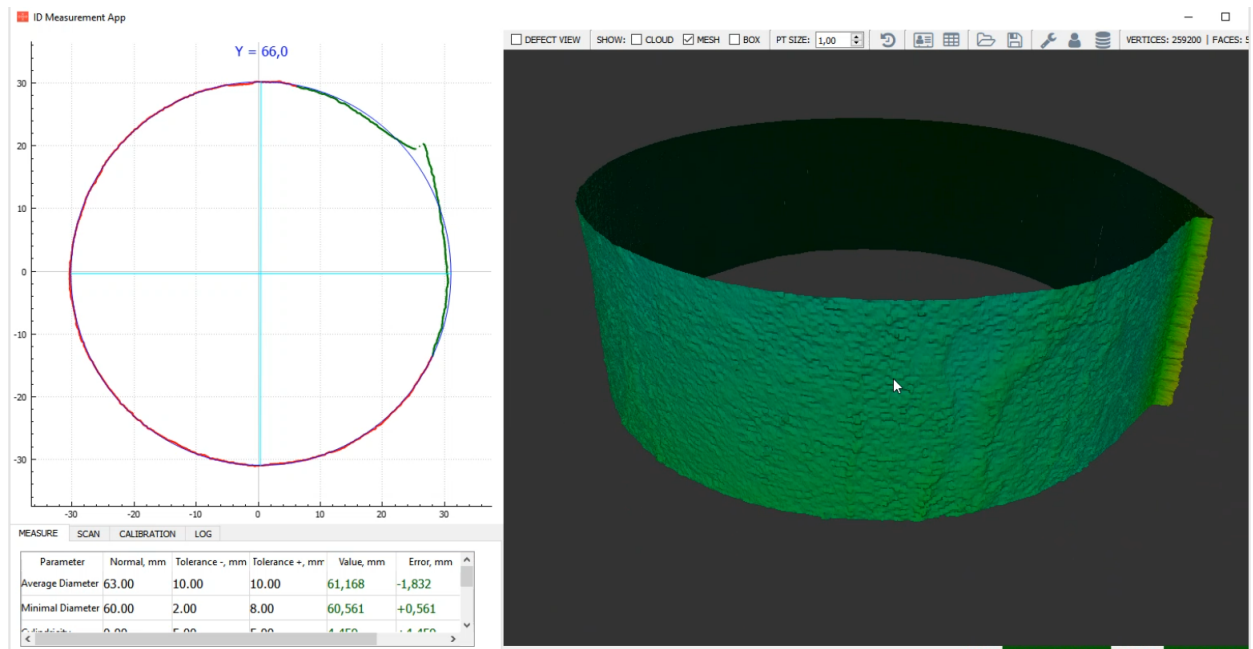 ID Measurement App
DEFECT VIEW SHOW: CLOUD MESH BOX PT SIZE: 1,00 VERTICES: 259200 | FACES: 5
Y = 66,0
30
20
10
0
-10
-20
-30
-30 -20 -10 0 10 20 30
MEASURE SCAN CALIBRATION LOG
Parameter Normal, mm Tolerance -, mm Tolerance +, mm Value, mm Error, mm
Average Diameter 63.00 10.00 10.00 61,168 -1,832
Minimal Diameter 60.00 2.00 8.00 60,561 +0,561